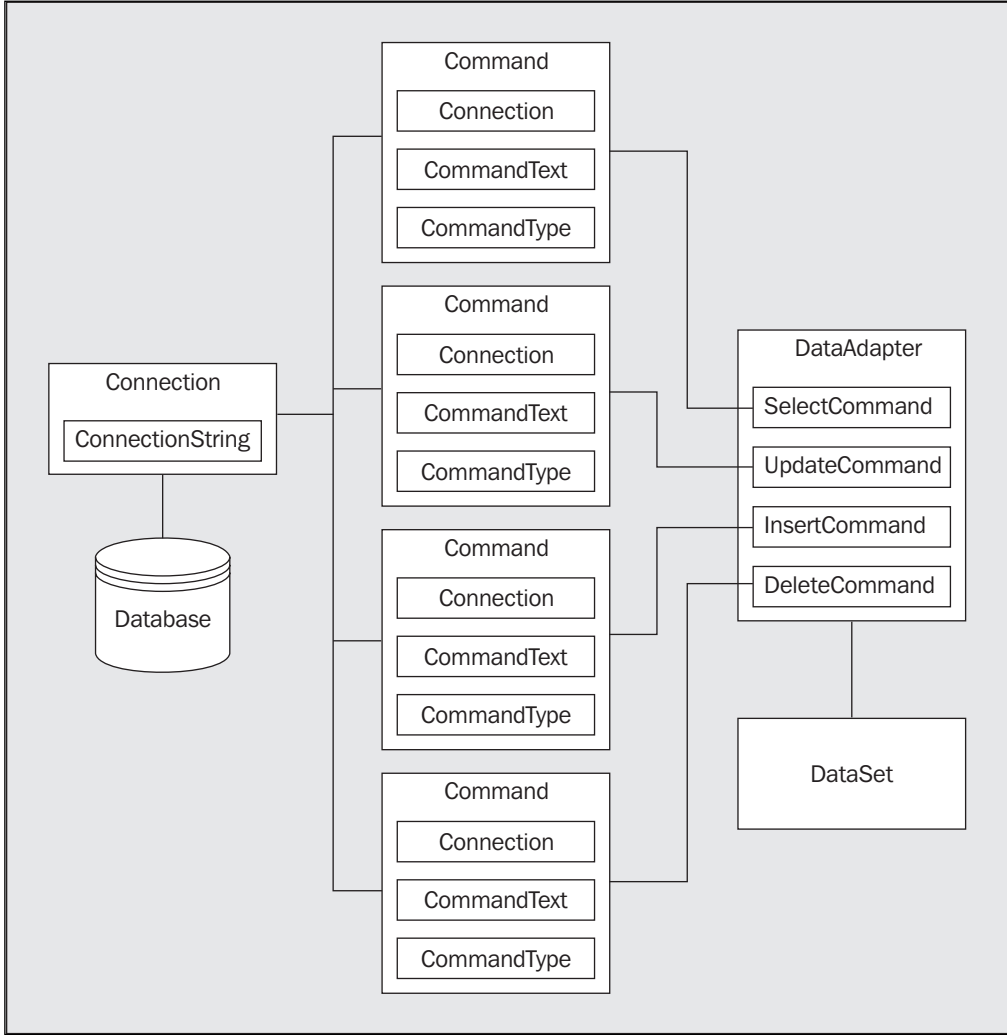 Connection
ConnectionString
Database
Command
Connection
CommandText
CommandType
Command
Connection
CommandText
CommandType
Command
Connection
CommandText
CommandType
Command
Connection
CommandText
CommandType
DataAdapter
SelectCommand
UpdateCommand
InsertCommand
DeleteCommand
DataSet